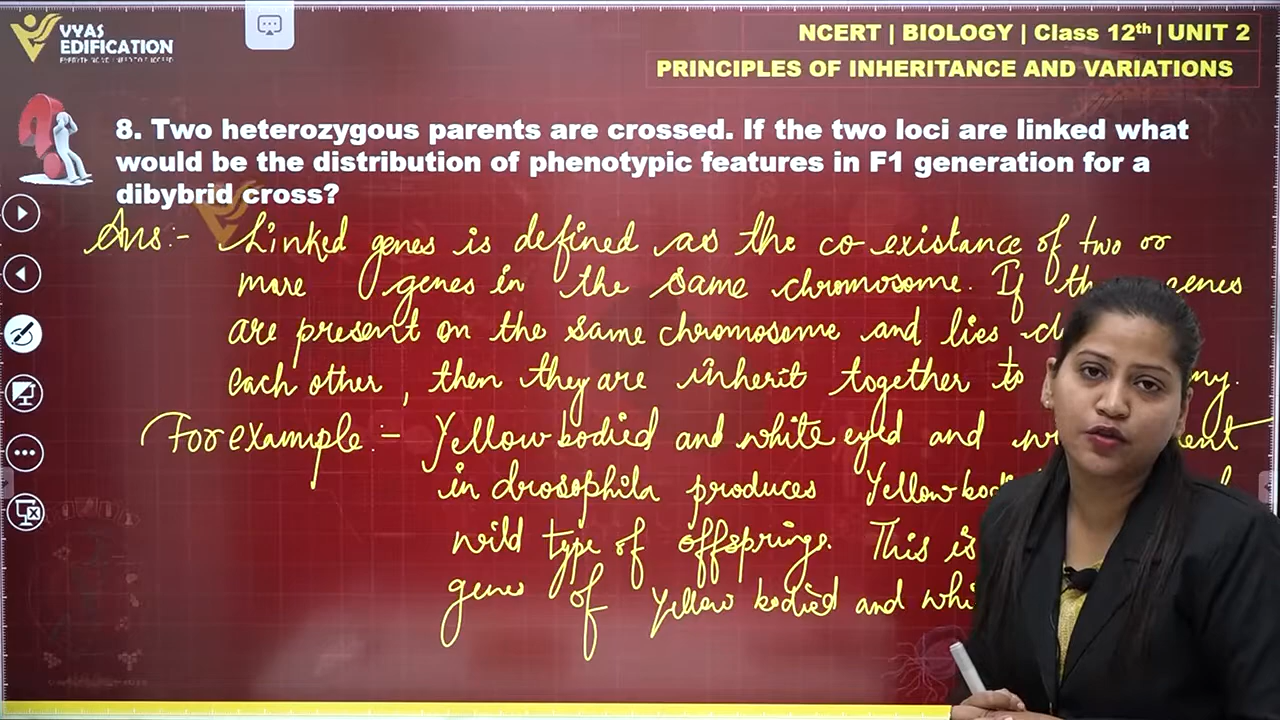 VYAS
EDIFICATION
NCERT | BIOLOGY | Class 12th | UNIT 2
PRINCIPLES OF INHERITANCE AND VARIATIONS
8. Two heterozygous parents are crossed. If the two loci are linked what
would be the distribution of phenotypic features in F1 generation for a
dibybrid cross?
Ans:- Linked genes is defined as the co-existance of two or
more genes in the same chromosome. If genes
are present on the same chromosome and lies
each other, then they are inherit together to
For example:- Yellow bodied and white eyed and
in drosophila produces Yellow
wild type of offsprings. This is
genes of Yellow bodied and